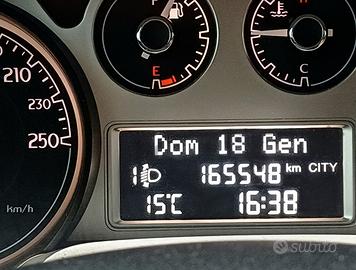 210
230
250
km/h
F
E
H
C
Dom 18 Gen
1 165548 km CITY
15°C 16:38
subito